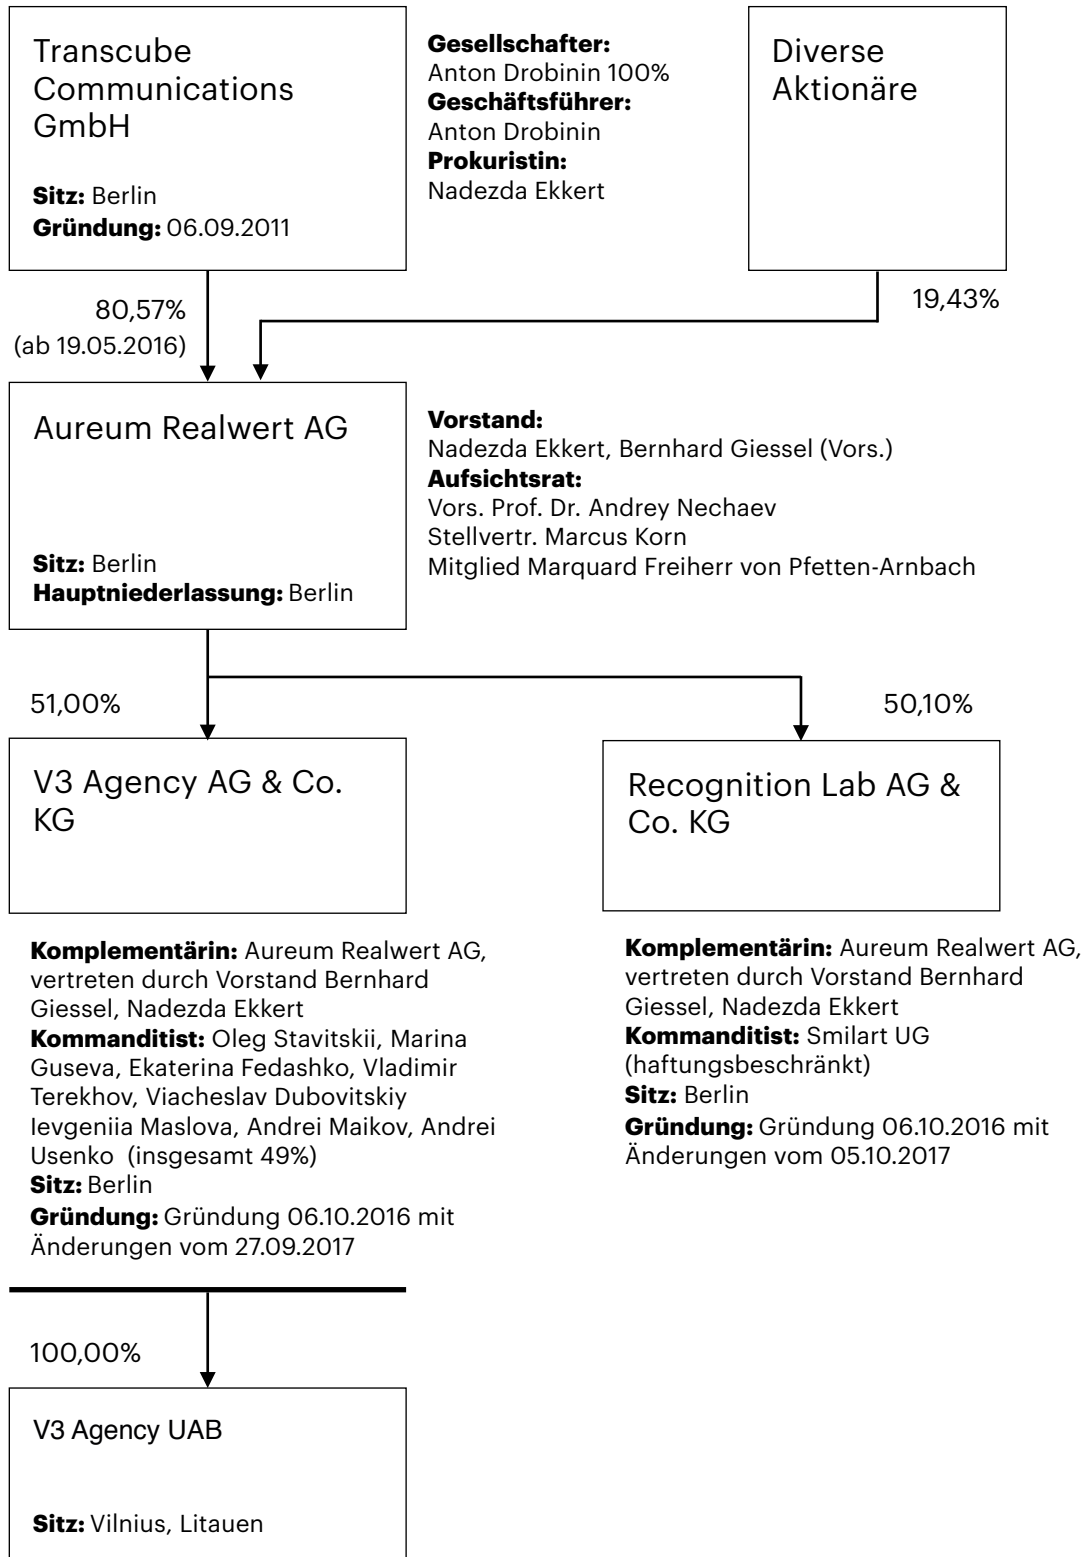 Transcube
Communications
GmbH
Sitz: Berlin
Gründung: 06.09.2011
Gesellschafter:
Anton Drobinin 100%
Geschäftsführer:
Anton Drobinin
Prokuristin:
Nadezda Ekkert
Diverse
Aktionäre
80,57%
(ab 19.05.2016)
19,43%
Aureum Realwert AG
Sitz: Berlin
Hauptniederlassung: Berlin
Vorstand:
Nadezda Ekkert, Bernhard Giessel (Vors.)
Aufsichtsrat:
Vors. Prof. Dr. Andrey Nechaev
Stellvertr. Marcus Korn
Mitglied Marquard Freiherr von Pfetten-Arnbach
51,00%
50,10%
V3 Agency AG & Co.
KG
Recognition Lab AG &
Co. KG
Komplementärin: Aureum Realwert AG,
vertreten durch Vorstand Bernhard
Giessel, Nadezda Ekkert
Kommanditist: Oleg Stavitskii, Marina
Guseva, Ekaterina Fedashko, Vladimir
Terekhov, Viacheslav Dubovitskiy
Ievgeniia Maslova, Andrei Maikov, Andrei
Usenko (insgesamt 49%)
Sitz: Berlin
Gründung: Gründung 06.10.2016 mit
Änderungen vom 27.09.2017
Komplementärin: Aureum Realwert AG,
vertreten durch Vorstand Bernhard
Giessel, Nadezda Ekkert
Kommanditist: Smilart UG
(haftungsbeschränkt)
Sitz: Berlin
Gründung: Gründung 06.10.2016 mit
Änderungen vom 05.10.2017
100,00%
V3 Agency UAB
Sitz: Vilnius, Litauen